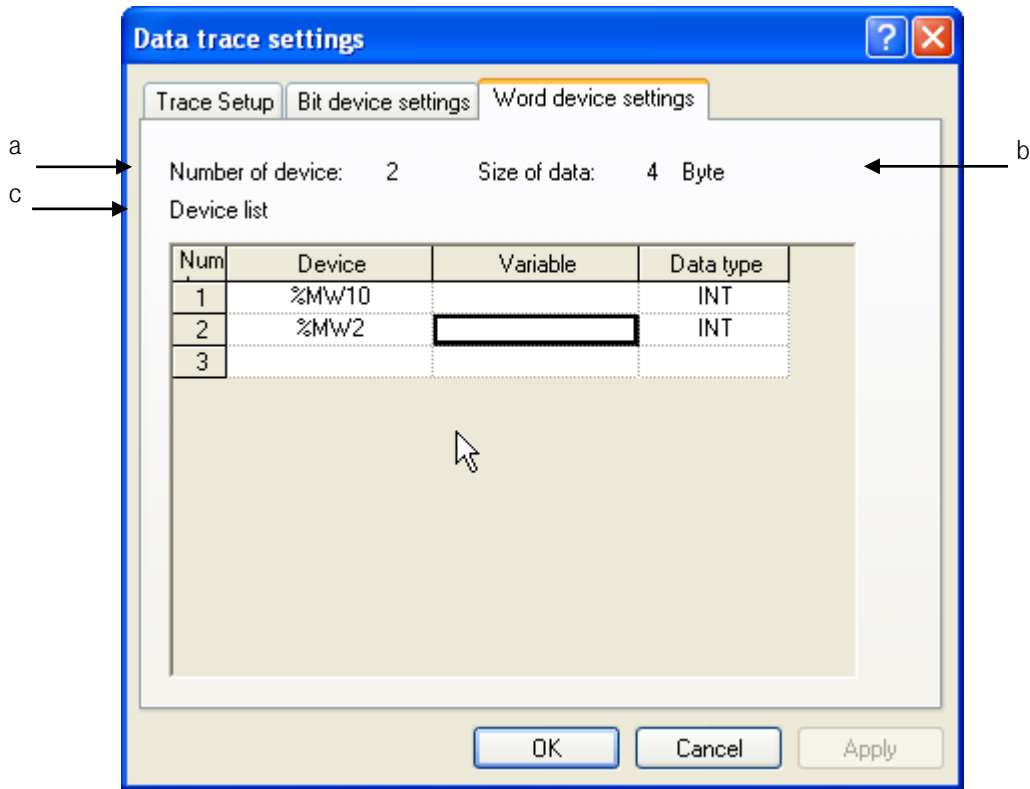 Data trace settings
Trace Setup Bit device settings Word device settings
a
Number of device: 2 Size of data: 4 Byte
b
c
Device list
Num Device Variable Data type
1 %MW10 INT
2 %MW2 INT
3
OK Cancel Apply